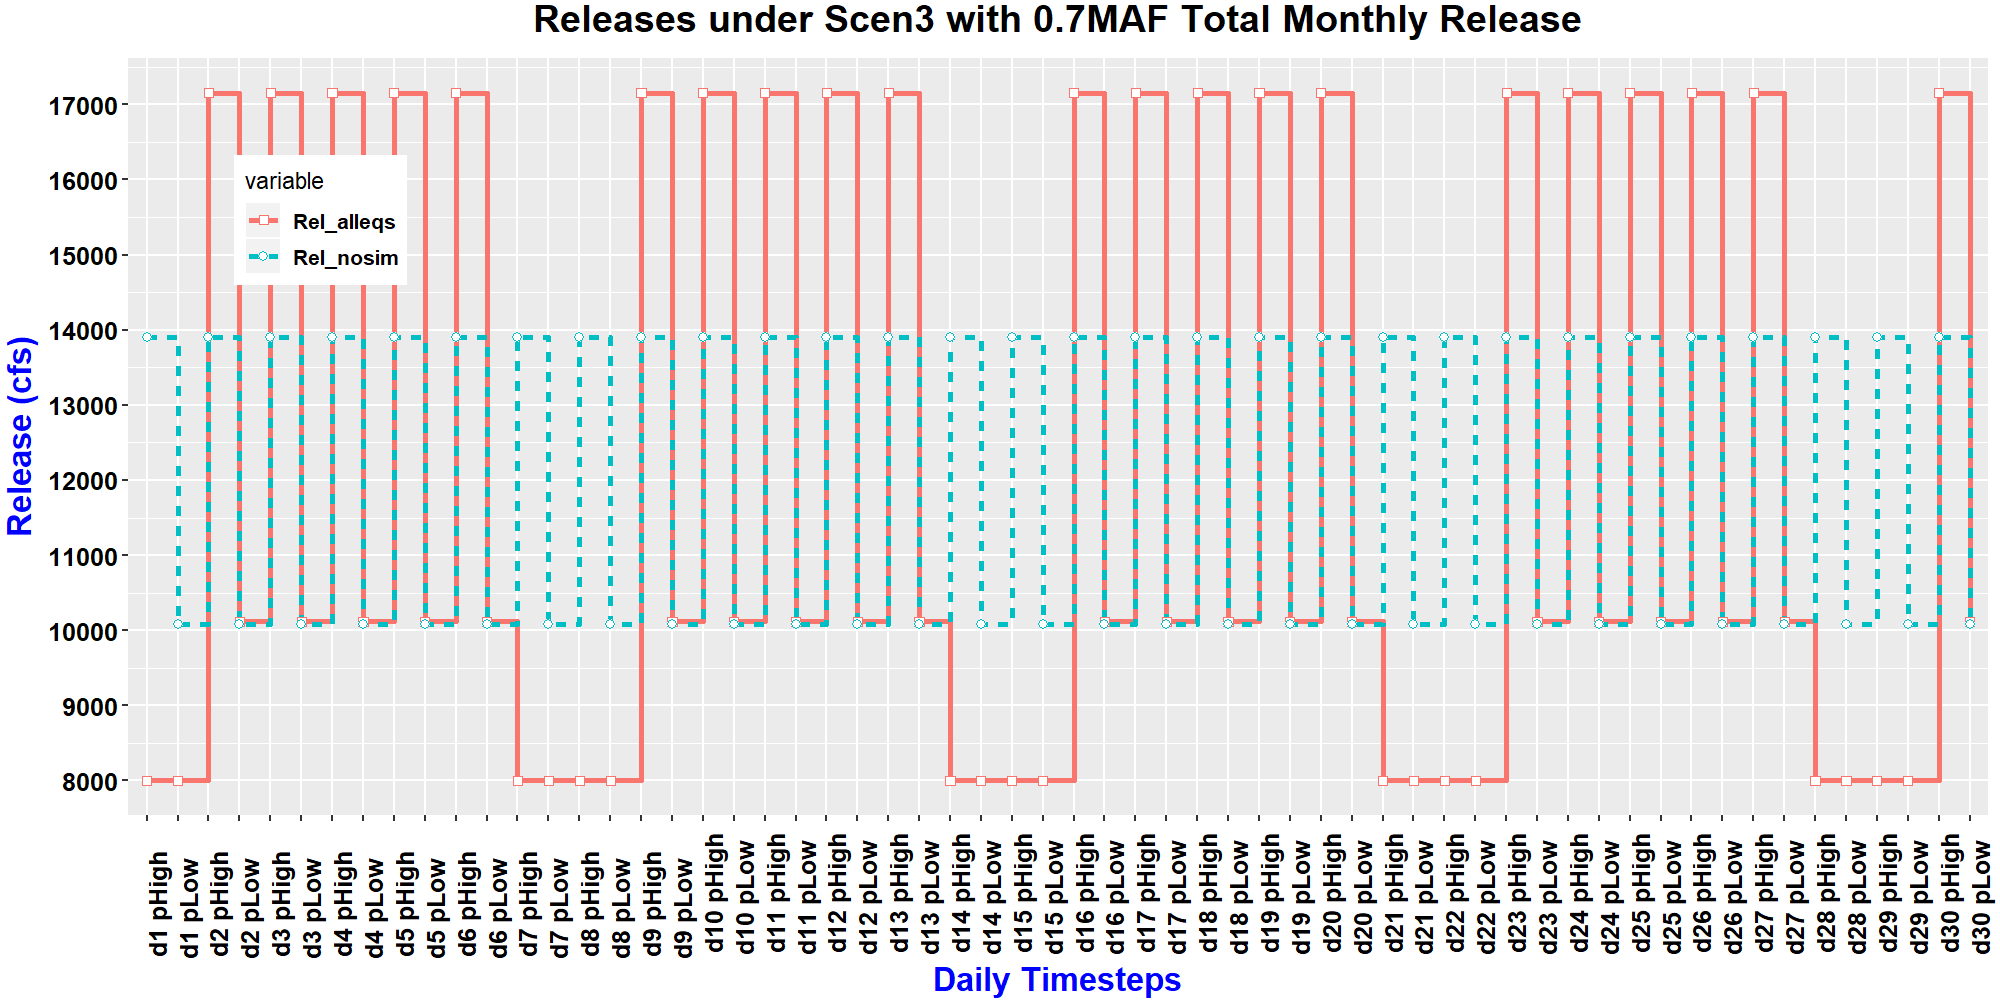 Releases under Scen3 with 0.7MAF Total Monthly Release
Release (cfs)
17000
16000
15000
14000
13000
12000
11000
10000
9000
8000
variable
Rel_alleqs
Rel_nosim
d1 pHigh
d1 pLow
d2 pHigh
d2 pLow
d3 pHigh
d3 pLow
d4 pHigh
d4 pLow
d5 pHigh
d5 pLow
d6 pHigh
d6 pLow
d7 pHigh
d7 pLow
d8 pHigh
d8 pLow
d9 pHigh
d9 pLow
d10 pHigh
d10 pLow
d11 pHigh
d11 pLow
d12 pHigh
d12 pLow
d13 pHigh
d13 pLow
d14 pHigh
d14 pLow
d15 pHigh
d15 pLow
d16 pHigh
d16 pLow
d17 pHigh
d17 pLow
d18 pHigh
d18 pLow
d19 pHigh
d19 pLow
d20 pHigh
d20 pLow
d21 pHigh
d21 pLow
d22 pHigh
d22 pLow
d23 pHigh
d23 pLow
d24 pHigh
d24 pLow
d25 pHigh
d25 pLow
d26 pHigh
d26 pLow
d27 pHigh
d27 pLow
d28 pHigh
d28 pLow
d29 pHigh
d29 pLow
d30 pHigh
d30 pLow
Daily Timesteps